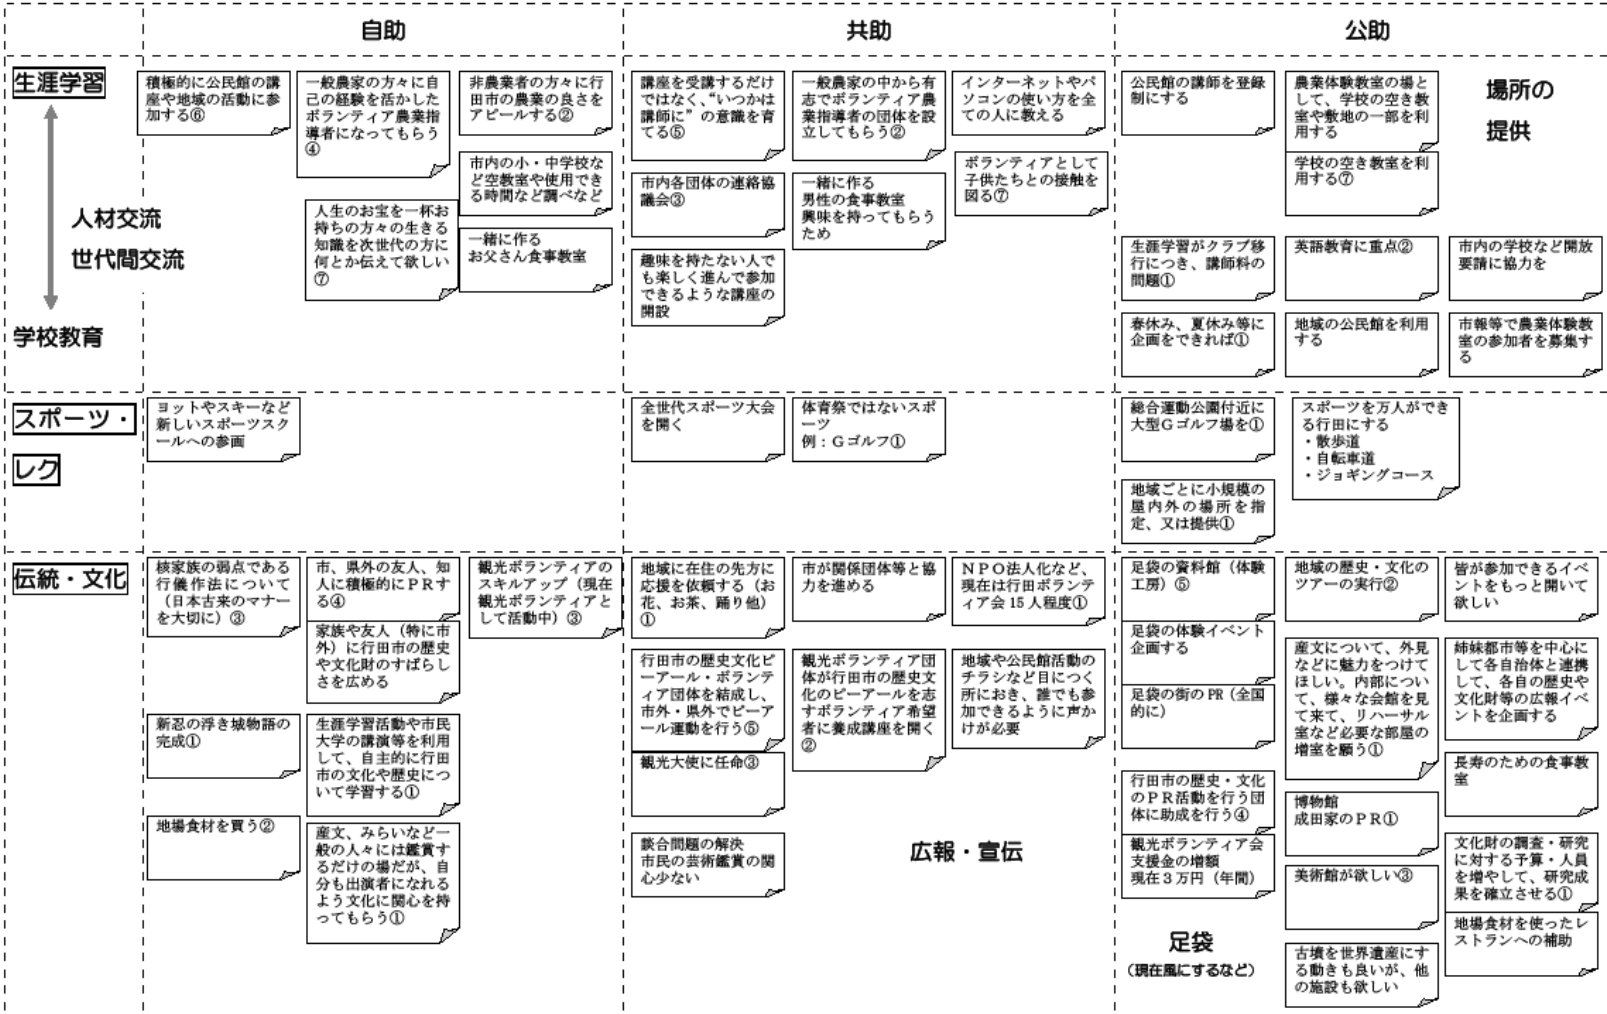 自助
共助
公助
生涯学習
人材交流
世代間交流
学校教育
積極的に公民館の講
座や地域の活動に参
加する⑥
一般農家の方々に自
己の経験を活かした
ボランティア農業指
導者になってもらう
④
非農業者の方々に行
田市の農業の良さを
アピールする②
市内の小・中学校な
ど空教室や使用でき
る時間など調べなど
人生のお宝を一杯お
持ちの方々の生きる
知識を次世代の方に
何とか伝えて欲しい
⑦
一緒に作る
お父さん食事教室
講座を受講するだけ
ではなく、“いつかは
講師に”の意識を育
てる⑤
一般農家の中から有
志でボランティア農
業指導者の団体を設
立してもらう②
インターネットやパ
ソコンの使い方を全
ての人に教える
市内各団体の連絡協
議会③
一緒に作る
男性の食事教室
興味を持ってもらう
ため
ボランティアとして
子供たちとの接触を
図る⑦
趣味を持たない人で
も楽しく進んで参加
できるような講座の
開設
公民館の講師を登録
制にする
農業体験教室の場と
して、学校の空き教
室や敷地の一部を利
用する
場所の
提供
学校の空き教室を利
用する⑦
生涯学習がクラブ移
行につき、講師料の
問題①
英語教育に重点②
市内の学校など開放
要請に協力を
春休み、夏休み等に
企画をできれば①
地域の公民館を利用
する
市報等で農業体験教
室の参加者を募集す
る
スポーツ・
レク
ヨットやスキーなど
新しいスポーツスク
ールへの参画
全世代スポーツ大会
を開く
体育祭ではないスポ
ーツ
例：Ｇゴルフ①
総合運動公園付近に
大型Ｇゴルフ場を①
スポーツを万人ができ
る行田にする
・散歩道
・自転車道
・ジョギングコース
地域ごとに小規模の
屋内外の場所を指
定、又は提供①
伝統・文化
核家族の弱点である
行儀作法について
（日本古来のマナー
を大切に）③
市、県外の友人、知
人に積極的にＰＲす
る④
観光ボランティアの
スキルアップ（現在
観光ボランティアと
して活動中）③
家族や友人（特に市
外）に行田市の歴史
や文化財のすばらし
さを広める
新忍の浮き城物語の
完成①
生涯学習活動や市民
大学の講演等を利用
して、自主的に行田
市の文化や歴史につ
いて学習する①
地場食材を買う②
産文、みらいなど一
般の人々には鑑賞す
るだけの場だが、自
分も出演者になれる
よう文化に関心を持
ってもらう①
地域に在住の先方に
応援を依頼する（お
花、お茶、踊り他）
①
市が関係団体等と協
力を進める
ＮＰＯ法人化など、
現在は行田ボランテ
ィア会 15 人程度①
行田市の歴史文化ピ
ーアール・ボランテ
ィア団体を結成し、
市外・県外でピーア
ール運動を行う⑤
観光ボランティア団
体が行田市の歴史文
化のピーアールを志
すボランティア希望
者に養成講座を開く
②
地域や公民館活動の
チラシなど目につく
所におき、誰でも参
加できるように声か
けが必要
観光大使に任命③
談合問題の解決
市民の芸術鑑賞の関
心少ない
広報・宣伝
足袋の資料館（体験
工房）⑤
地域の歴史・文化の
ツアーの実行②
皆が参加できるイベ
ントをもっと開いて
欲しい
足袋の体験イベント
企画する
産文について、外見
などに魅力をつけて
ほしい。内部につい
て、様々な会館を見
て来て、リハーサル
室など必要な部屋の
増室を願う①
姉妹都市等を中心に
して各自治体と連携
して、各自の歴史や
文化財等の広報イベ
ントを企画する
足袋の街の PR（全国
的に）
長寿のための食事教
室
行田市の歴史・文化
のＰＲ活動を行う団
体に助成を行う④
博物館
成田家のＰＲ①
観光ボランティア会
支援金の増額
現在３万円（年間）
文化財の調査・研究
に対する予算・人員
を増やして、研究成
果を確立させる①
美術館が欲しい③
地場食材を使ったレ
ストランへの補助
足袋
（現在風にするなど）
古墳を世界遺産にす
る動きも良いが、他
の施設も欲しい